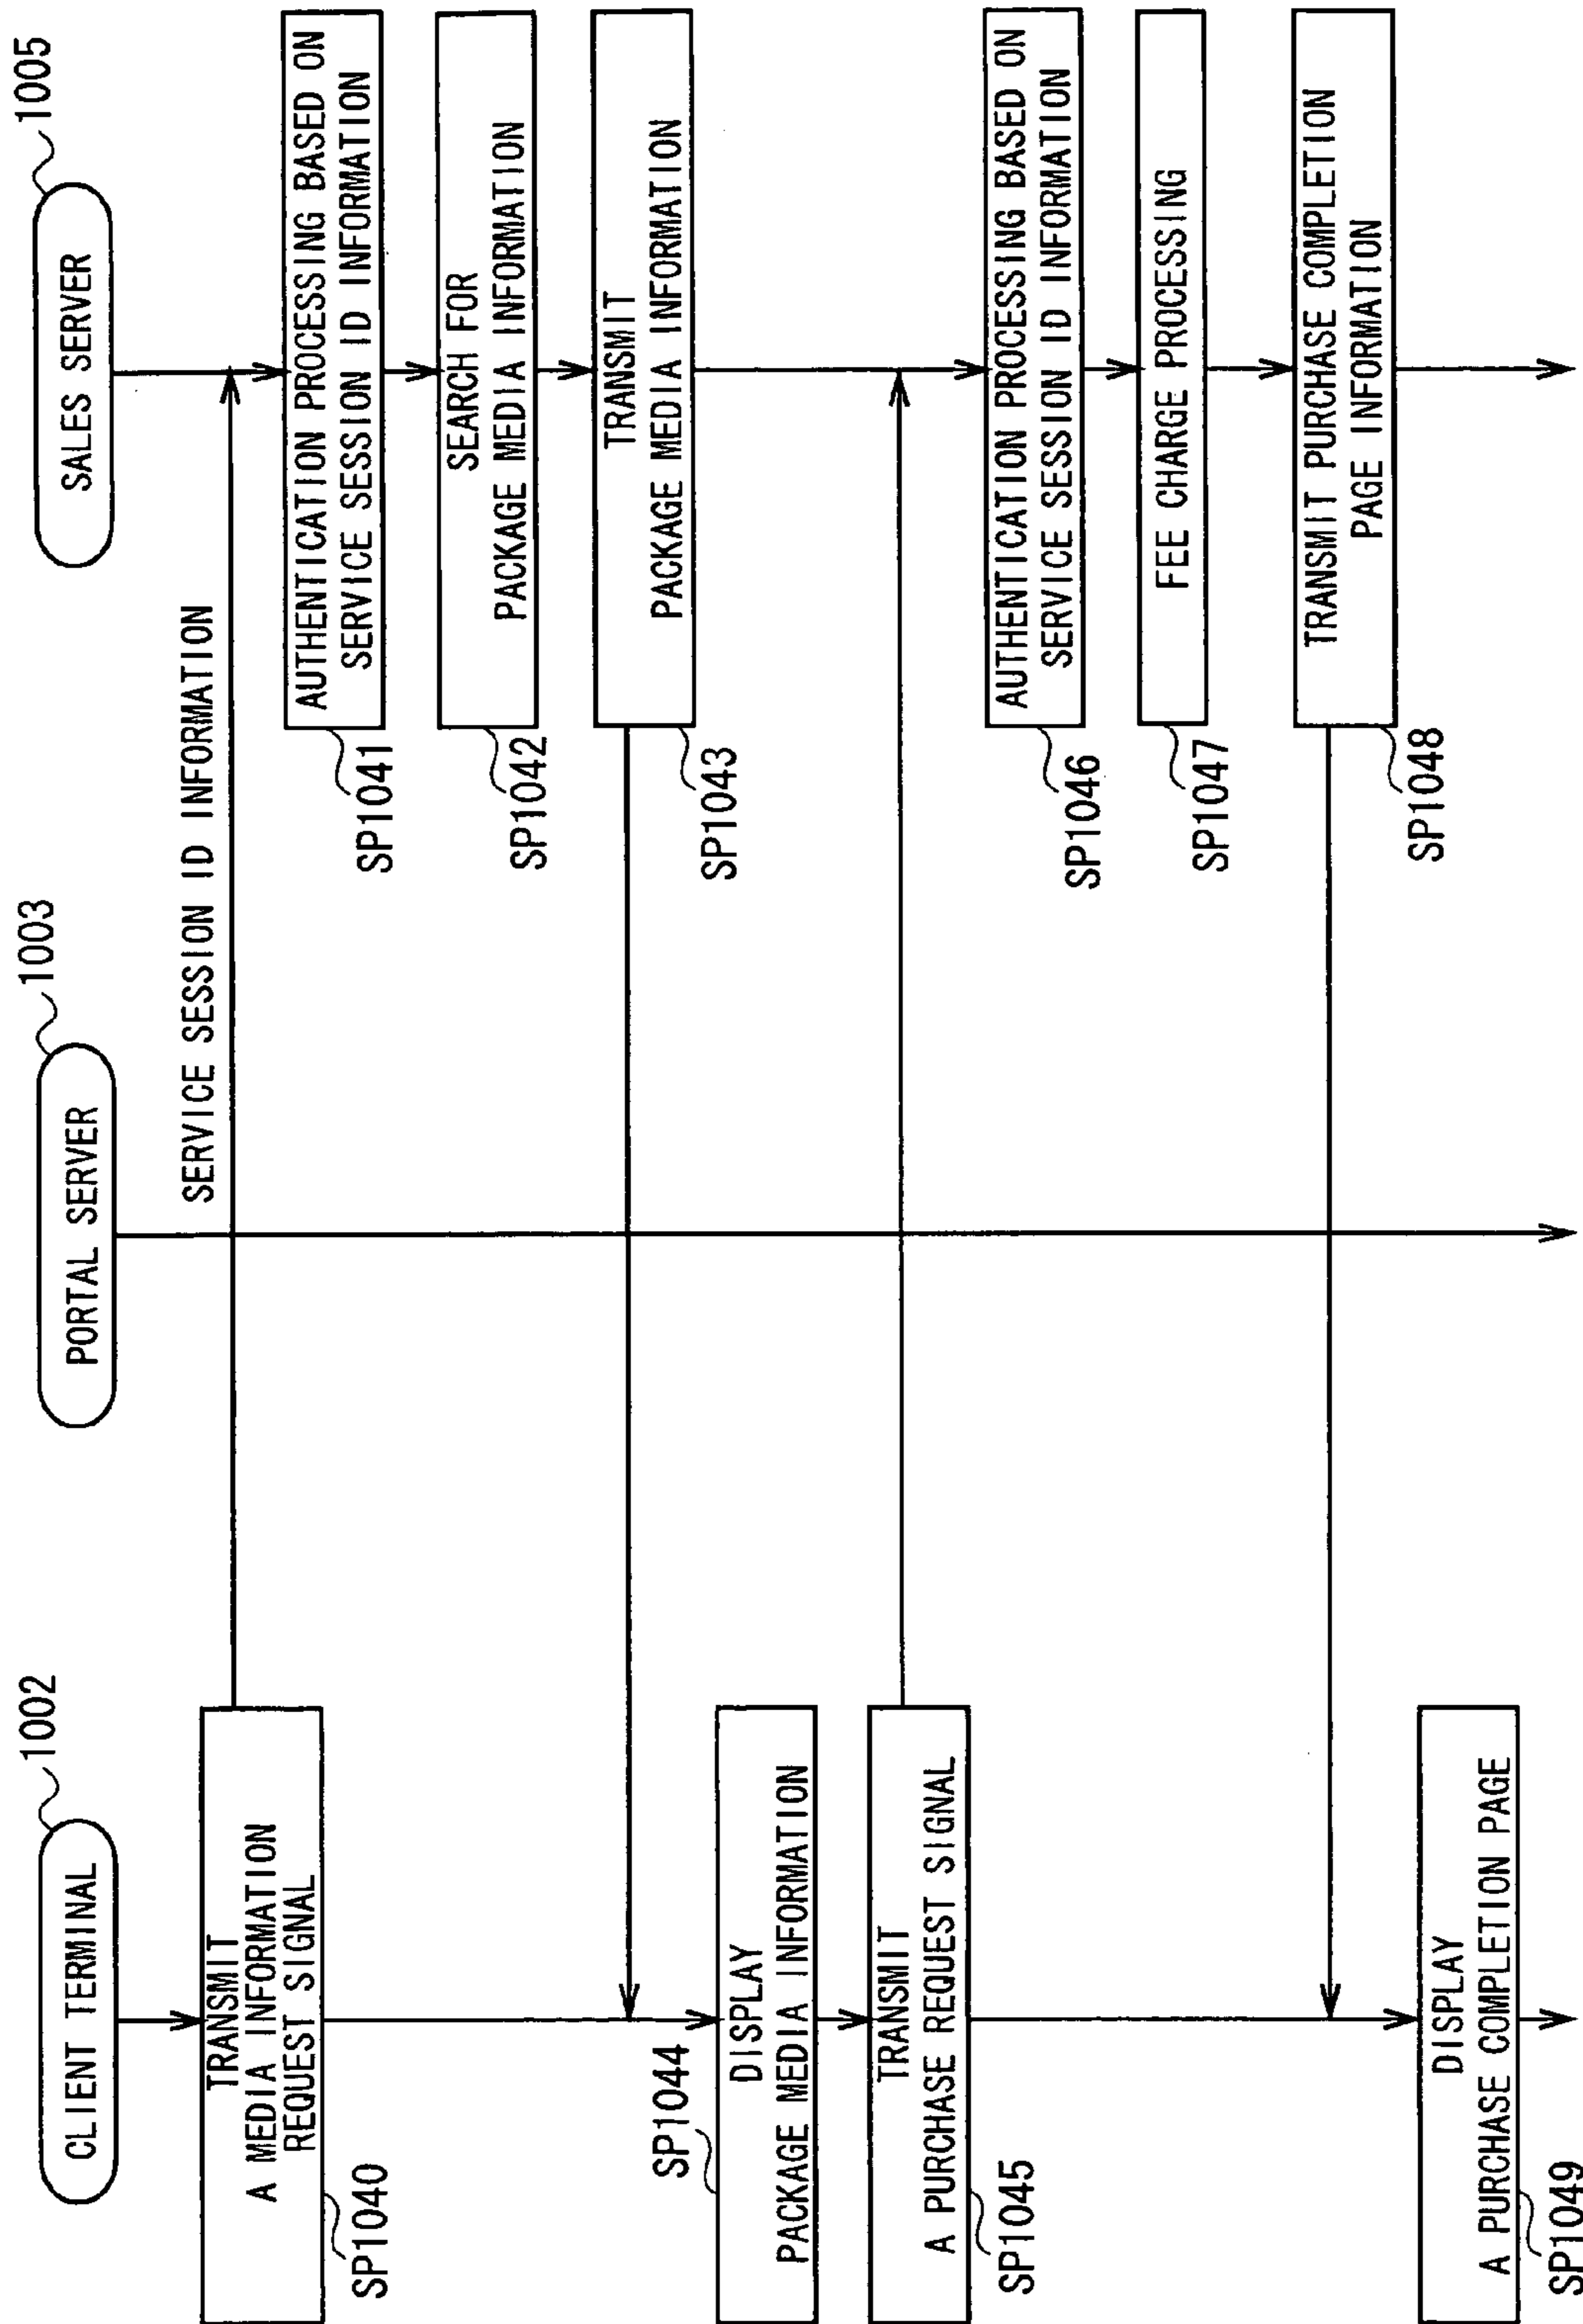 CLIENT TERMINAL
1002
PORTAL SERVER
1003
SALES SERVER
1005
TRANSMIT
A MEDIA INFORMATION
REQUEST SIGNAL
SP1040
SERVICE SESSION ID INFORMATION
AUTHENTICATION PROCESSING BASED ON
SERVICE SESSION ID INFORMATION
SP1041
SEARCH FOR
PACKAGE MEDIA INFORMATION
SP1042
TRANSMIT
PACKAGE MEDIA INFORMATION
SP1043
SP1044
DISPLAY
PACKAGE MEDIA INFORMATION
TRANSMIT
A PURCHASE REQUEST SIGNAL
SP1045
AUTHENTICATION PROCESSING BASED ON
SERVICE SESSION ID INFORMATION
SP1046
FEE CHARGE PROCESSING
SP1047
TRANSMIT PURCHASE COMPLETION
PAGE INFORMATION
SP1048
DISPLAY
A PURCHASE COMPLETION PAGE
SP1049